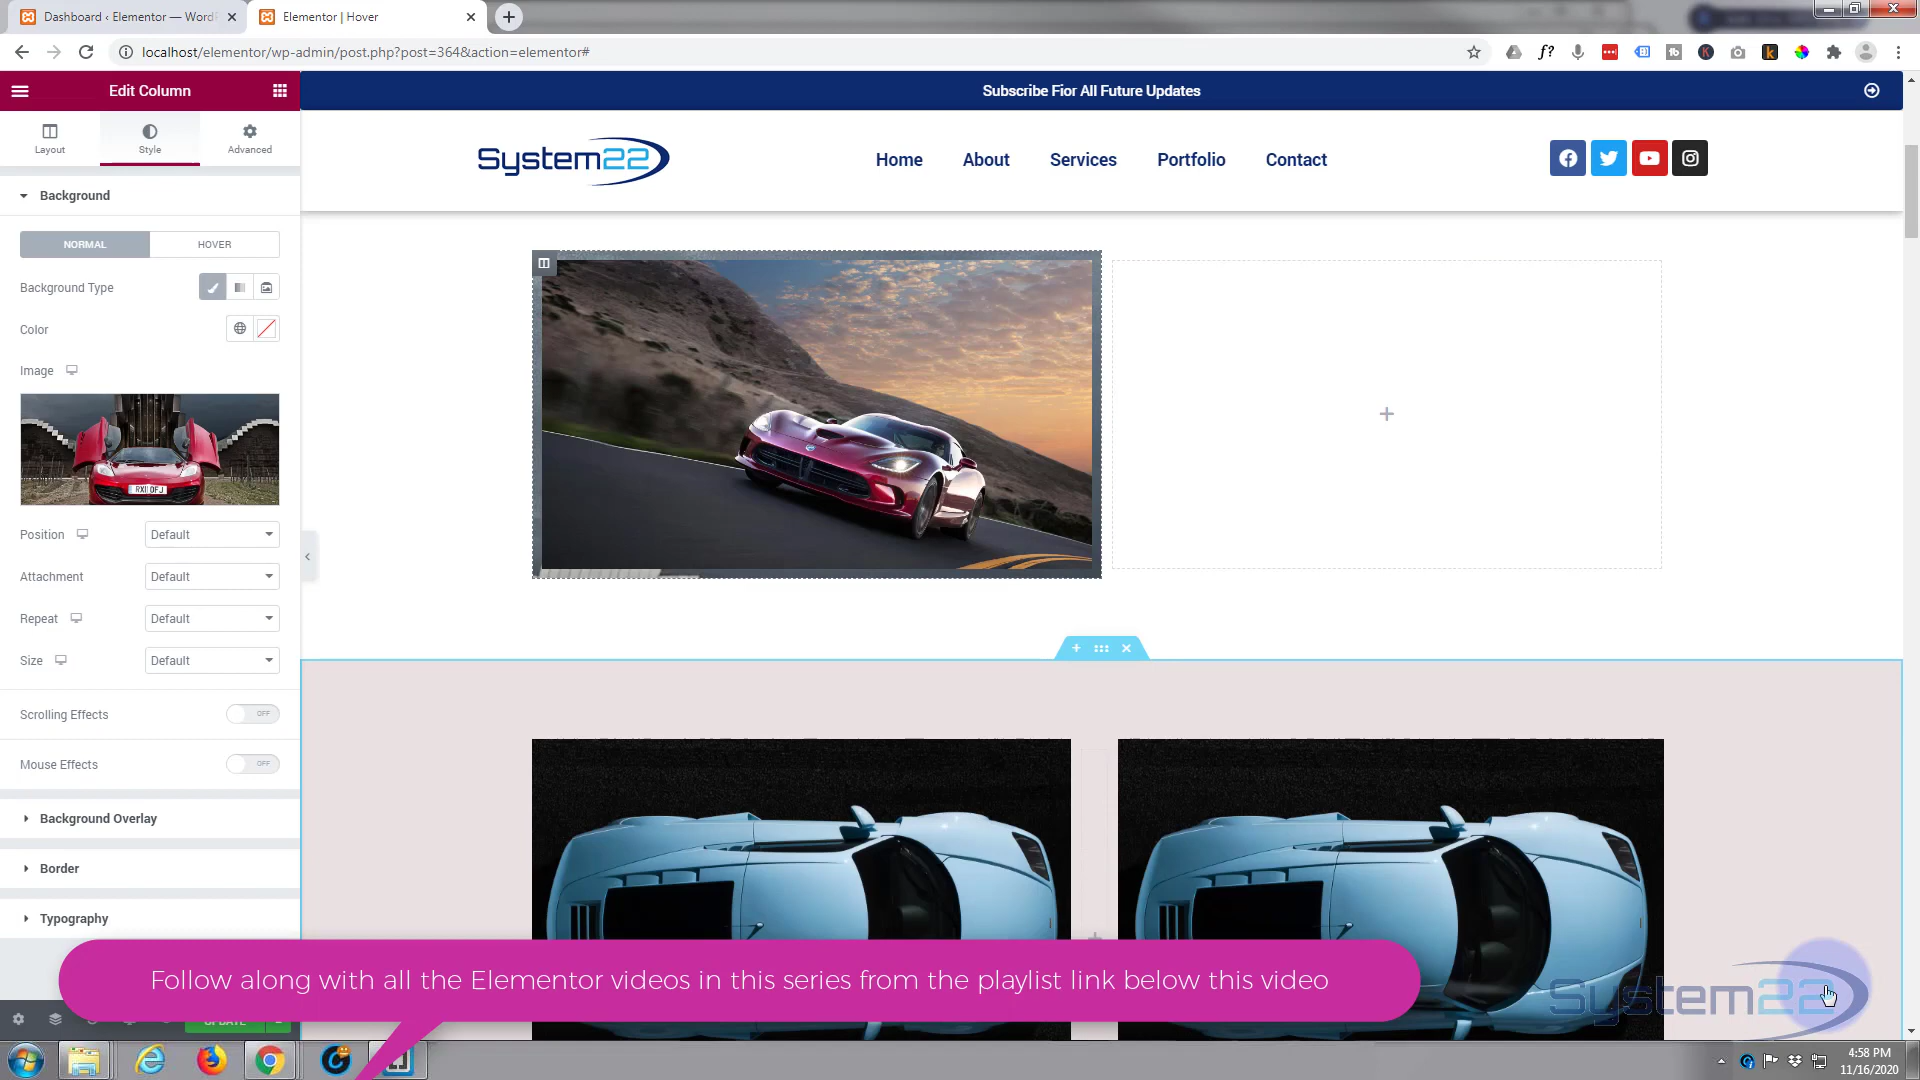 Dashboard ‹ Elementor — WordP
Elementor | Hover
localhost/elementor/wp-admin/post.php?post=364&action=elementor#
Edit Column
Layout
Style
Advanced
Background
NORMAL
HOVER
Background Type
Color
Image
RX11 OFJ
Position
Default
Attachment
Default
Repeat
Default
Size
Default
Scrolling Effects
OFF
Mouse Effects
OFF
Background Overlay
Border
Typography
UPDATE
Subscribe Fior All Future Updates
System22
Home
About
Services
Portfolio
Contact
Follow along with all the Elementor videos in this series from the playlist link below this video
System22
4:58 PM
11/16/2020